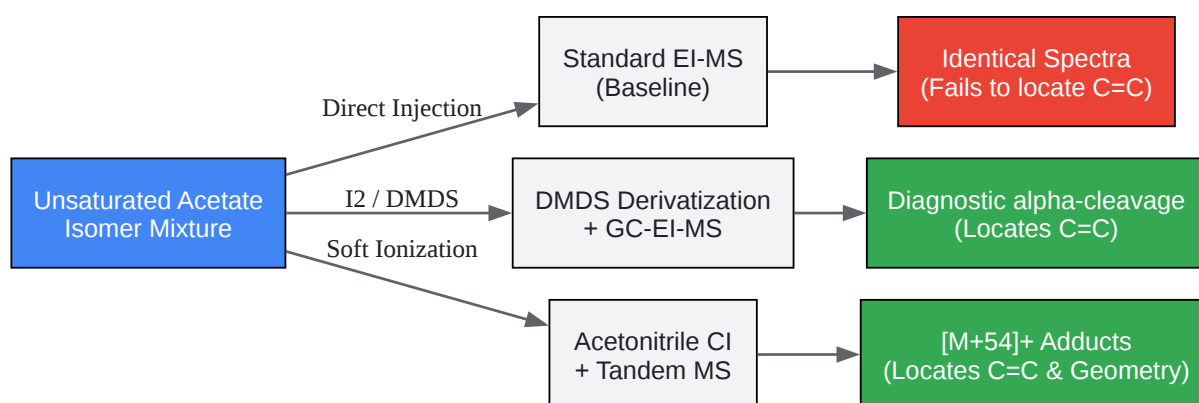 Standard EI-MS
(Baseline)
Identical Spectra
(Fails to locate C=C)
Direct Injection
Unsaturated Acetate
Isomer Mixture
I2 / DMDS
DMDS Derivatization
+ GC-EI-MS
Diagnostic alpha-cleavage
(Locates C=C)
Soft Ionization
Acetonitrile CI
+ Tandem MS
[M+54]+ Adducts
(Locates C=C & Geometry)